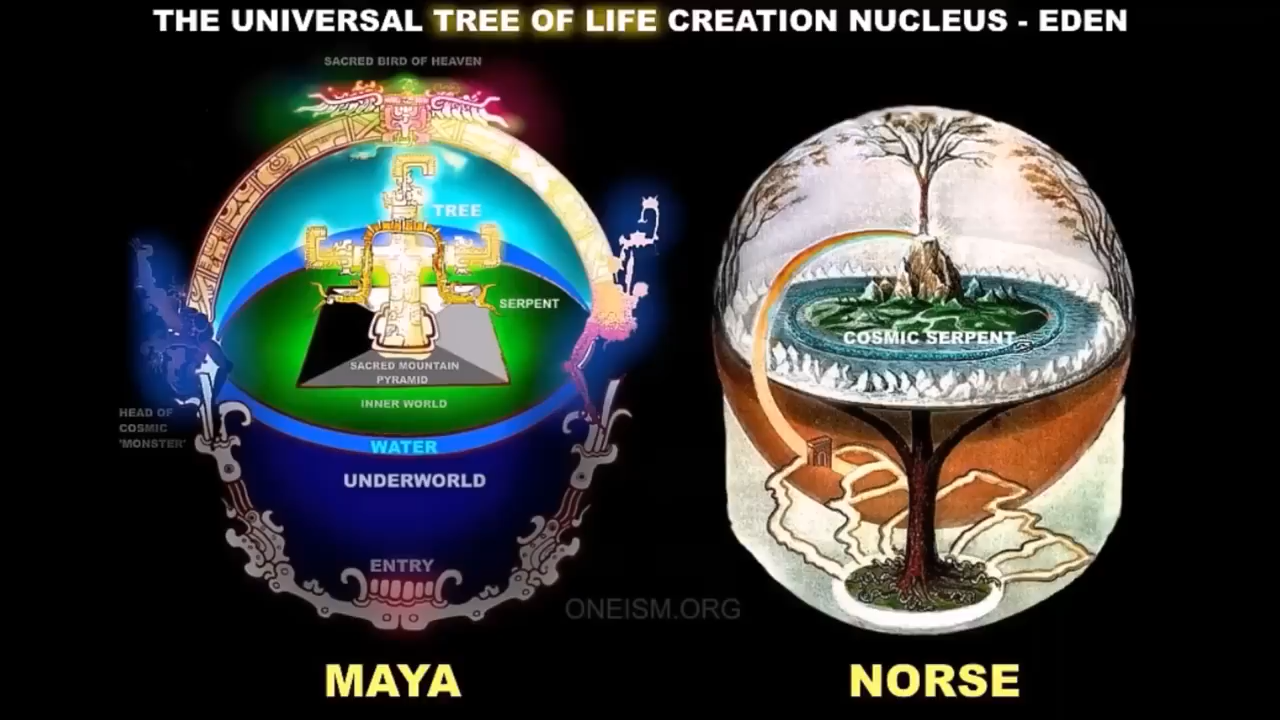 THE UNIVERSAL TREE OF LIFE CREATION NUCLEUS - EDEN
SACRED BIRD OF HEAVEN
TREE
SERPENT
SACRED MOUNTAIN
PYRAMID
INNER WORLD
HEAD OF
COSMIC
'MONSTER'
WATER
UNDERWORLD
ENTRY
COSMIC SERPENT
ONEISM.ORG
MAYA
NORSE